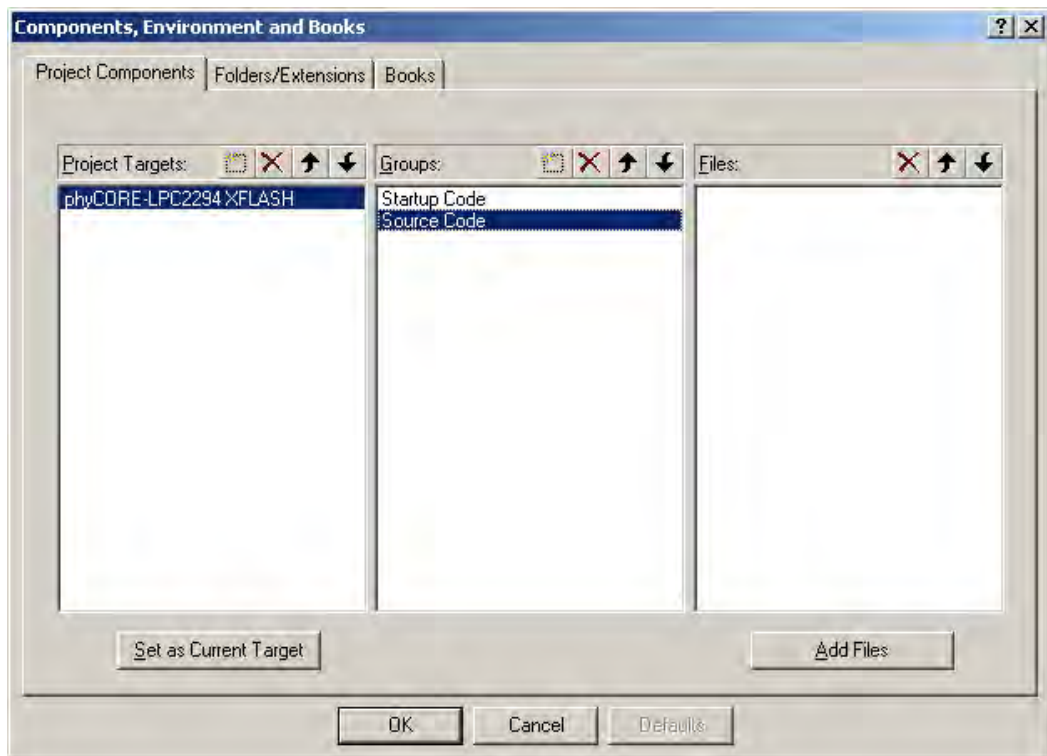 Components, Environment and Books
Project Components Folders/Extensions Books
Project Targets: Groups: Files:
phyCORE-LPC2294 XFLASH Startup Code
Source Code
Set as Current Target Add Files
OK Cancel Defaults